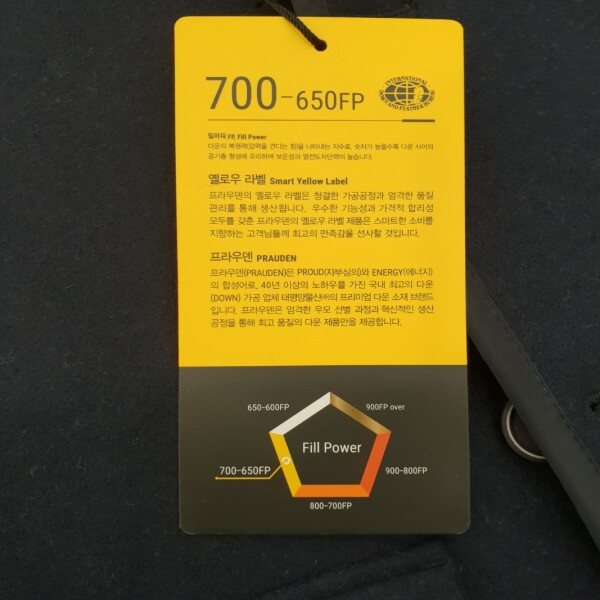 700-650FP
INTERNATIONAL
DOWN AND FEATHER BUREAU
필파워 FP, Fill Power
다운의 복원력(압력을 견디는 힘)을 나타내는 지수로, 숫자가 높을수록 다운 사이의
공기층 형성에 유리하여 보온성과 열전도차단력이 높습니다.
옐로우 라벨 Smart Yellow Label
프라우덴의 옐로우 라벨은 청결한 가공공정과 엄격한 품질
관리를 통해 생산됩니다. 우수한 기능성과 가격적 합리성
모두를 갖춘 프라우덴의 옐로우 라벨 제품은 스마트한 소비를
지향하는 고객님들께 최고의 만족감을 선사할 것입니다.
프라우덴 PRAUDEN
프라우덴(PRAUDEN)은 PROUD(자부심의)와 ENERGY(에너지)
의 합성어로, 40년 이상의 노하우를 가진 국내 최고의 다운
(DOWN) 가공 업체 태평양물산㈜의 프리미엄 다운 소재 브랜드
입니다. 프라우덴은 엄격한 우모 선별 과정과 혁신적인 생산
공정을 통해 최고 품질의 다운 제품만을 제공합니다.
650-600FP
900FP over
Fill Power
700-650FP
900-800FP
800-700FP